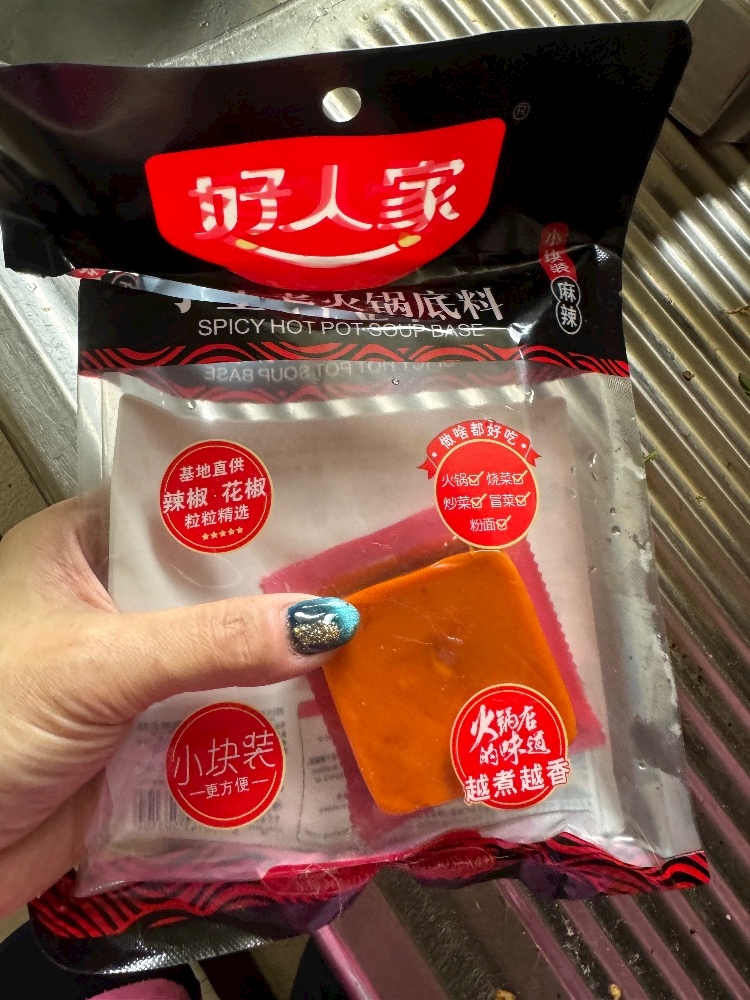 好人家
®
小块装
麻辣
火锅底料
SPICY HOT POT SOUP BASE
基地直供
辣椒 花椒
粒粒精选
做啥都好吃
火锅 烧菜
炒菜 冒菜
粉面
小块装
更方便
火锅店
的味道
越煮越香